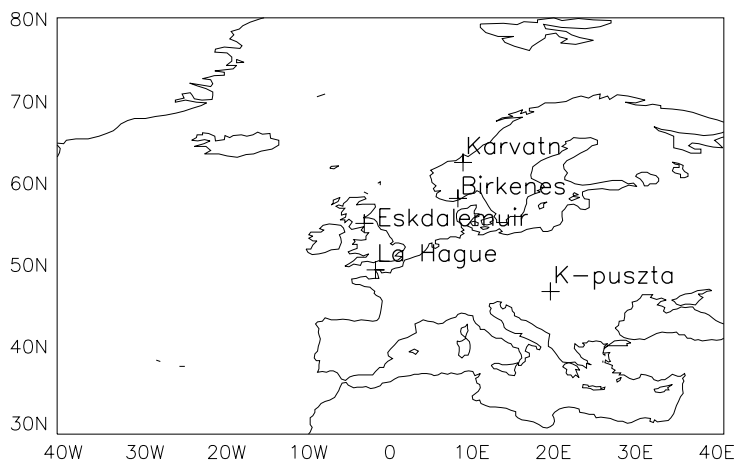 80N
70N
Karvatn
60N
Birkenes
Eskdalemuir
La Hague
50N
K-puszta
40N
30N
40W 30W 20W 10W 0 10E 20E 30E 40E